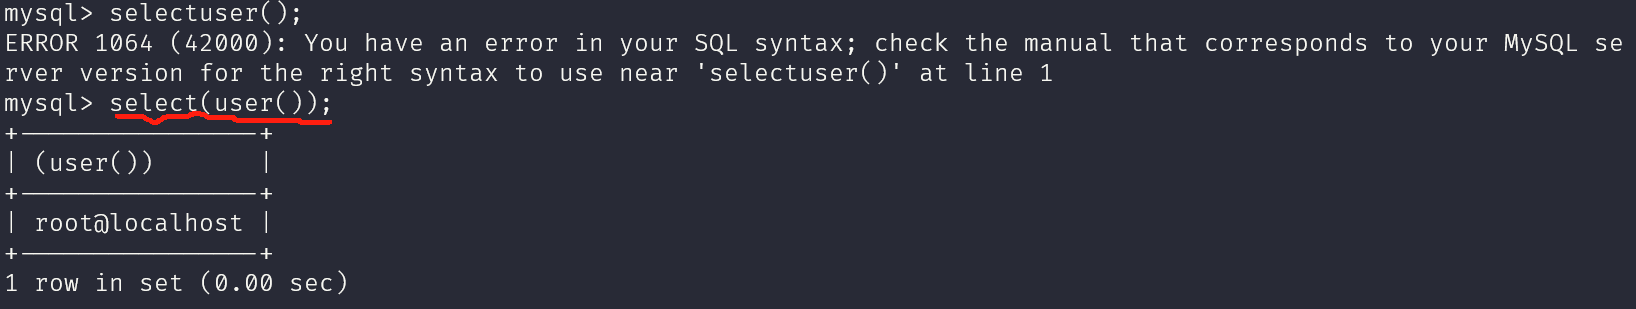 mysql> selectuser();
ERROR 1064 (42000): You have an error in your SQL syntax; check the manual that corresponds to your MySQL se
rver version for the right syntax to use near 'selectuser()' at line 1
mysql> select(user());
+----------------+
| (user())       |
+----------------+
| root@localhost |
+----------------+
1 row in set (0.00 sec)